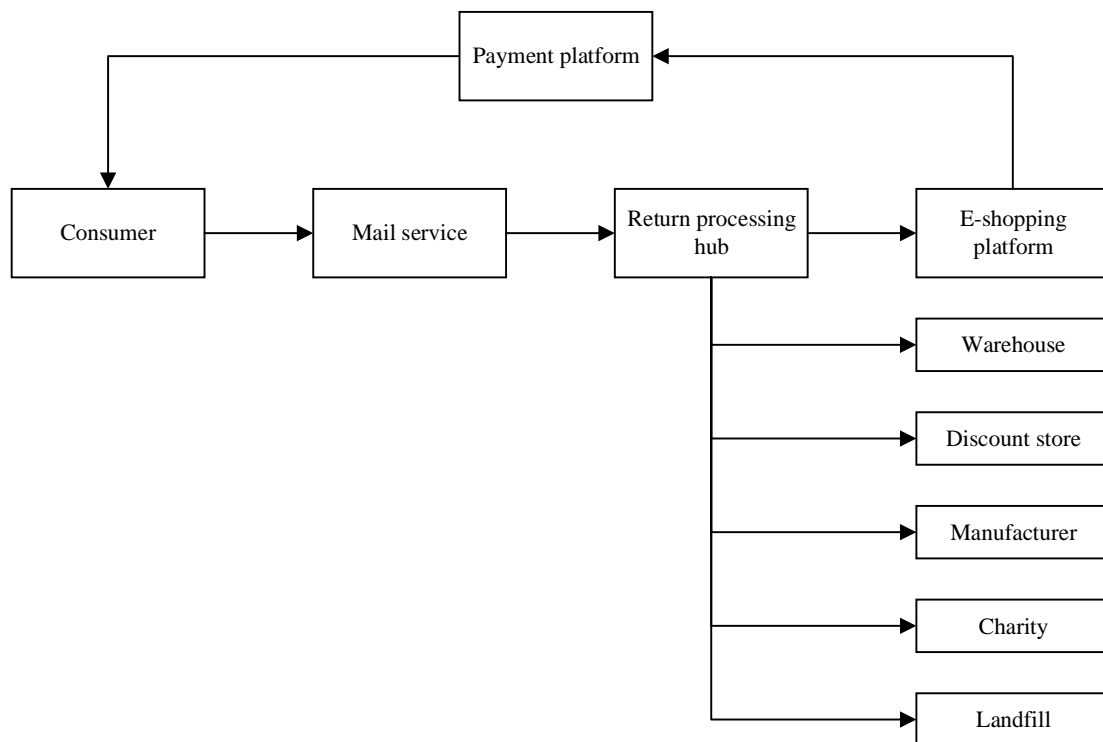 Payment platform
Consumer
Mail service
Return processing
hub
E-shopping
platform
Warehouse
Discount store
Manufacturer
Charity
Landfill